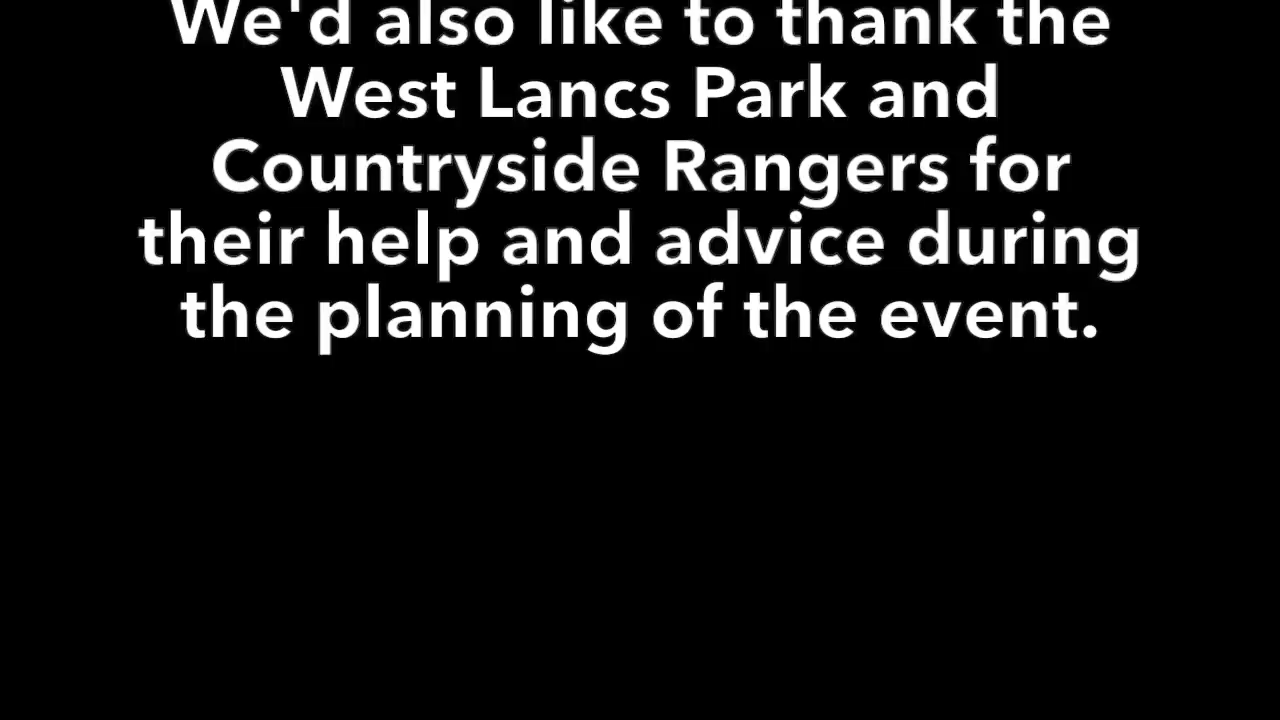 We'd also like to thank the
West Lancs Park and
Countryside Rangers for
their help and advice during
the planning of the event.